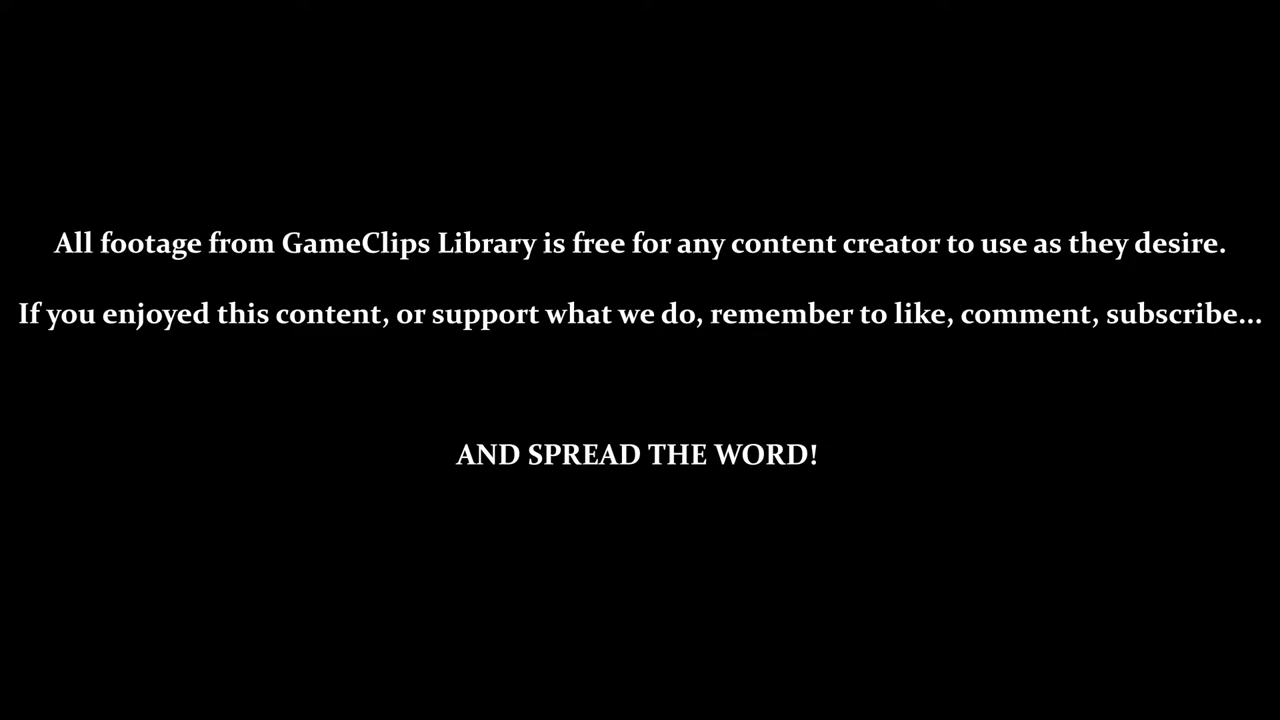 All footage from GameClips Library is free for any content creator to use as they desire.
If you enjoyed this content, or support what we do, remember to like, comment, subscribe...
AND SPREAD THE WORD!